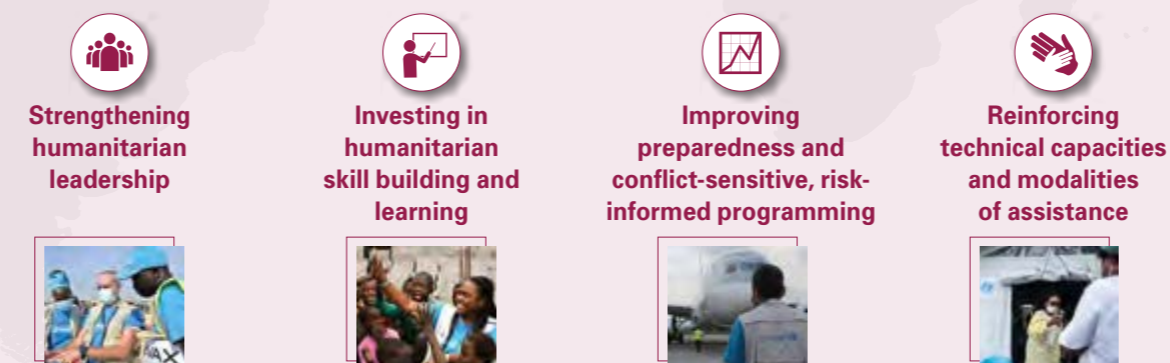 Strengthening
humanitarian
leadership
Investing in
humanitarian
skill building and
learning
Improving
preparedness and
conflict-sensitive, risk-
informed programming
Reinforcing
technical capacities
and modalities
of assistance